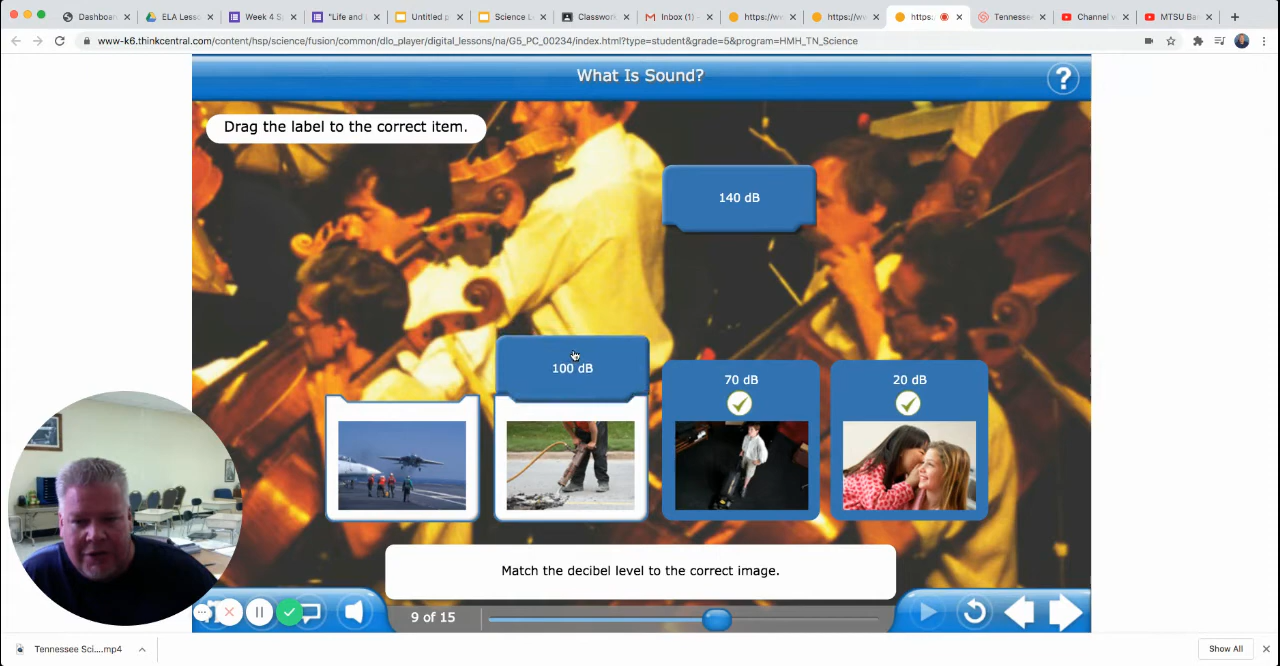 Dashboar
ELA Less
Week 4 S
"Life and
Untitled p
Science L
Classwor
Inbox (1)
https://w
https://w
https:
Tennesse
Channel v
MTSU Ba
www-k6.thinkcentral.com/content/hsp/science/fusion/common/dlo_player/digital_lessons/na/G5_PC_00234/index.html?type=student&grade=5&program=HMH_TN_Science
What Is Sound?
?
Drag the label to the correct item.
140 dB
100 dB
70 dB
20 dB
Match the decibel level to the correct image.
9 of 15
Tennessee Sci....mp4
Show All